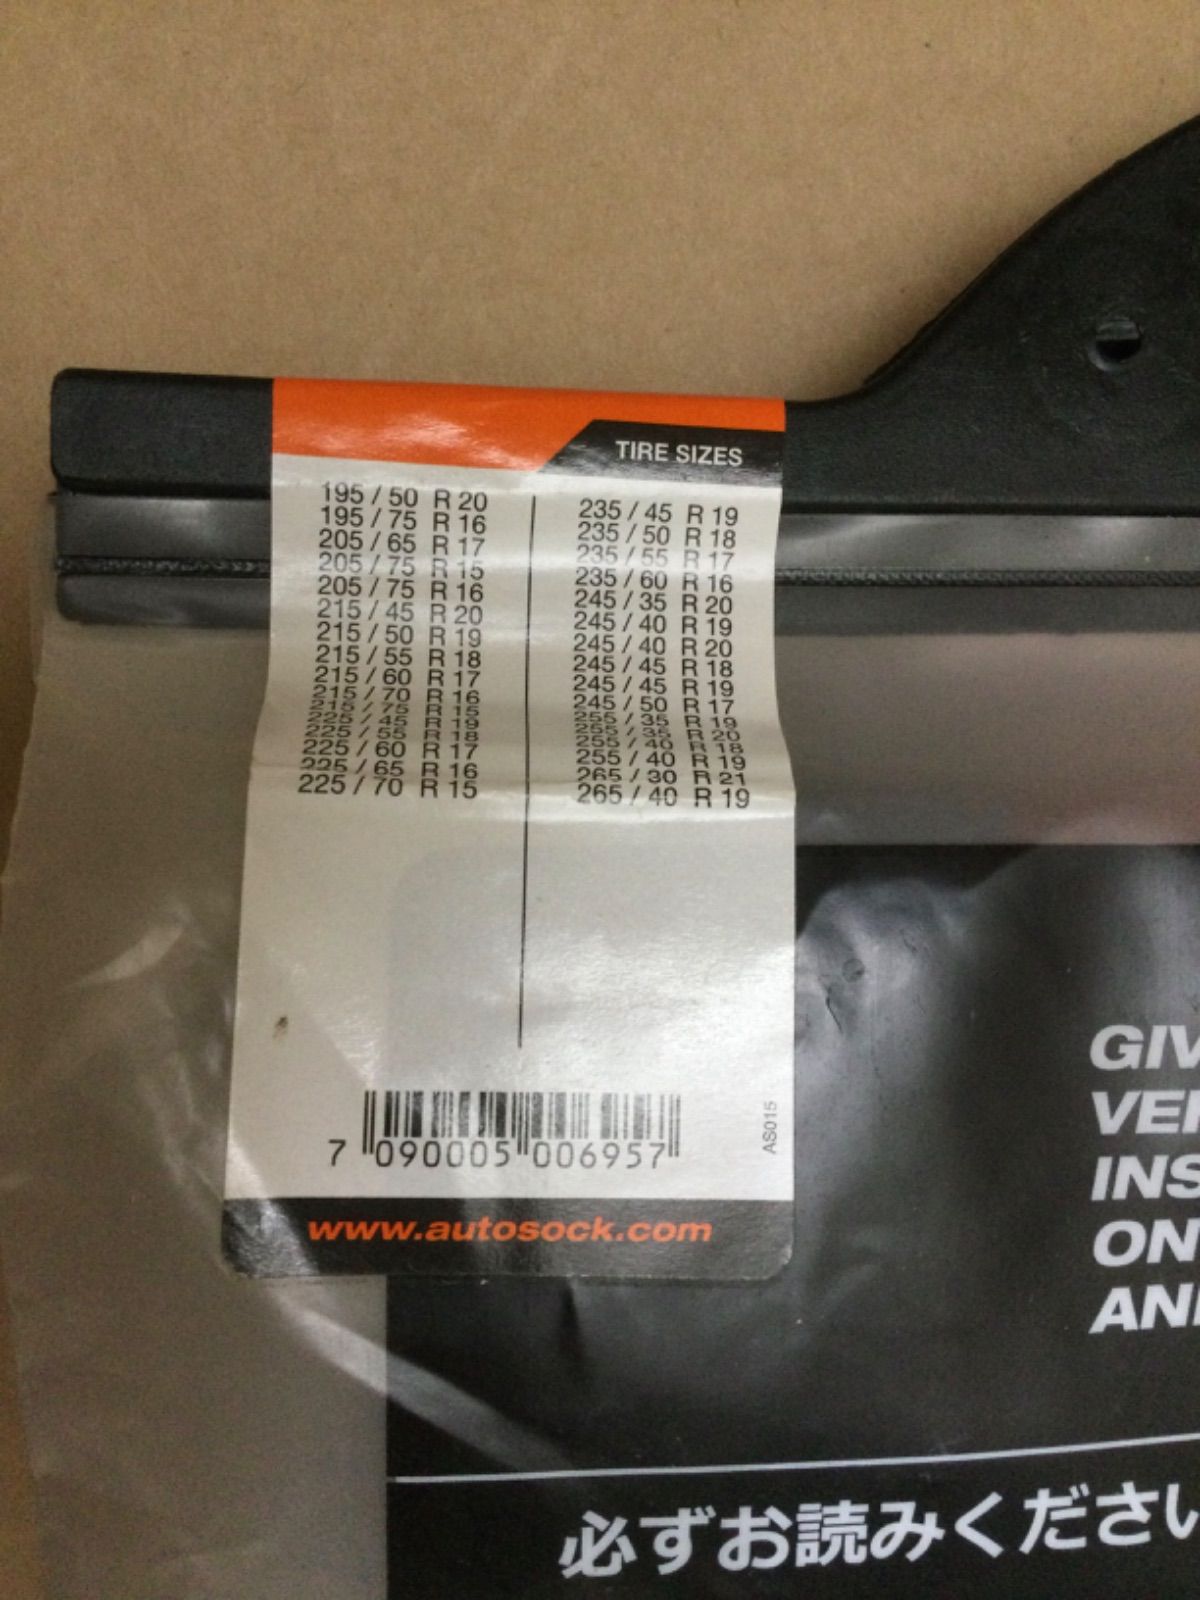 TIRE SIZES
195 / 50 R 20
195 / 75 R 16
205 / 65 R 17
205 / 75 R 15
205 / 75 R 16
215 / 45 R 20
215 / 50 R 19
215 / 55 R 18
215 / 60 R 17
215 / 70 R 16
215 / 75 R 15
225 / 45 R 19
225 / 55 R 18
225 / 60 R 17
225 / 65 R 16
225 / 70 R 15
235 / 45 R 19
235 / 50 R 18
235 / 55 R 17
235 / 60 R 16
245 / 35 R 20
245 / 40 R 19
245 / 40 R 20
245 / 45 R 18
245 / 45 R 19
245 / 50 R 17
255 / 35 R 19
255 / 35 R 20
255 / 40 R 18
255 / 40 R 19
265 / 30 R 21
265 / 40 R 19
7 090005 006957
AS015
www.autosock.com
GIV
VE
INS
ON
AN
必ずお読みください